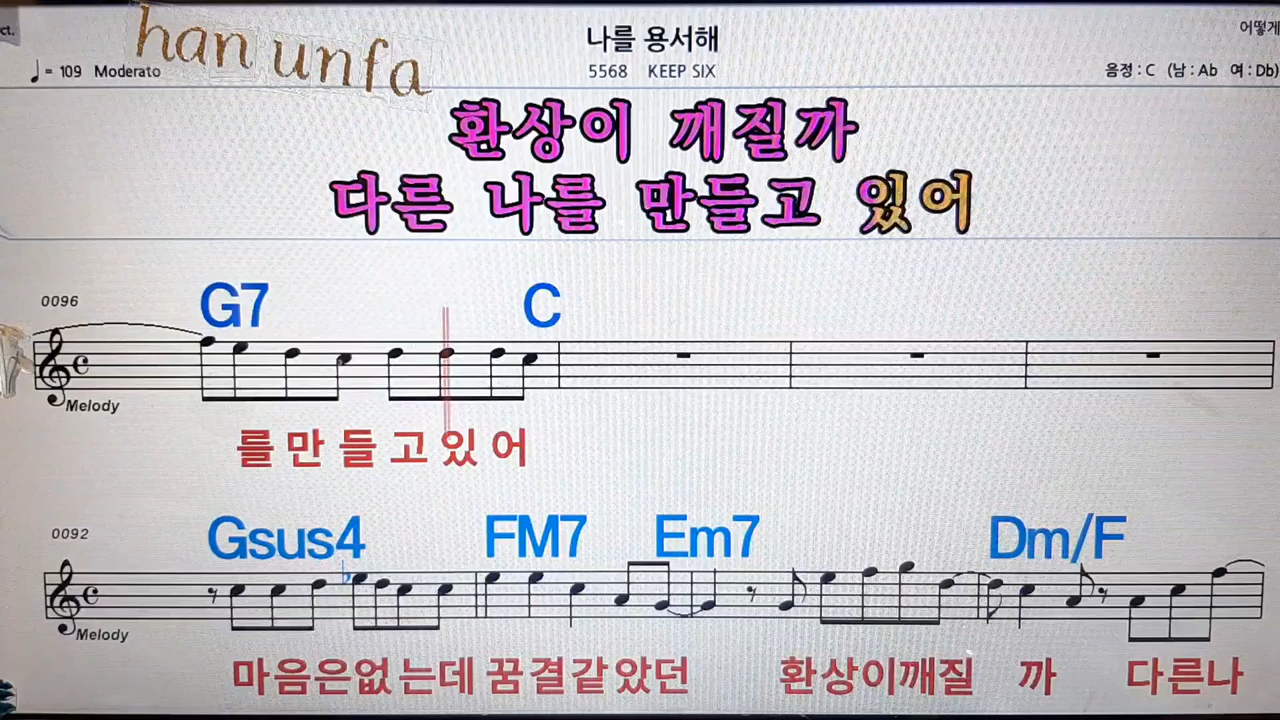 ct.
han unfa
나를 용서해
어떻게
♩= 109 Moderato
5568 KEEP SIX
음정 : C (남 : Ab 여 : Db)
환상이 깨질까
다른 나를 만들고 있어
0096
G7 C
Melody
를 만 들 고 있 어
0092
Gsus4 FM7 Em7 Dm/F
Melody
마음은없는데 꿈결같았던 환상이깨질 까 다른나